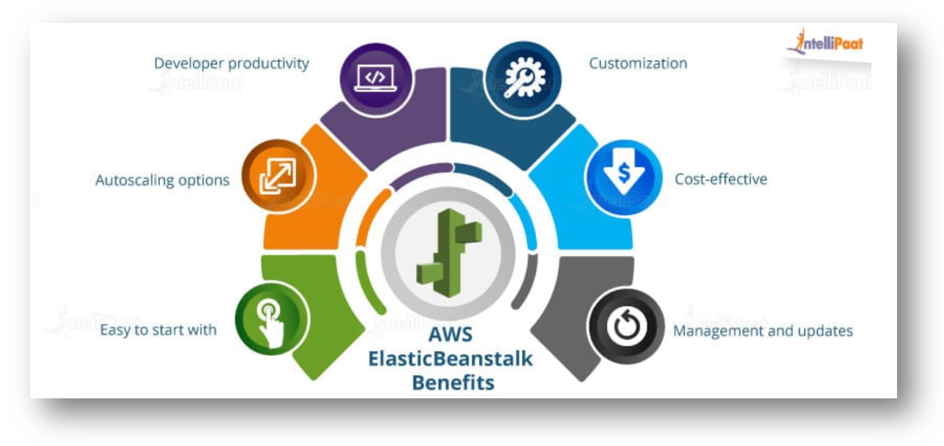 intelliPaat
Developer productivity
Customization
Autoscaling options
Cost-effective
Easy to start with
Management and updates
AWS
ElasticBeanstalk
Benefits